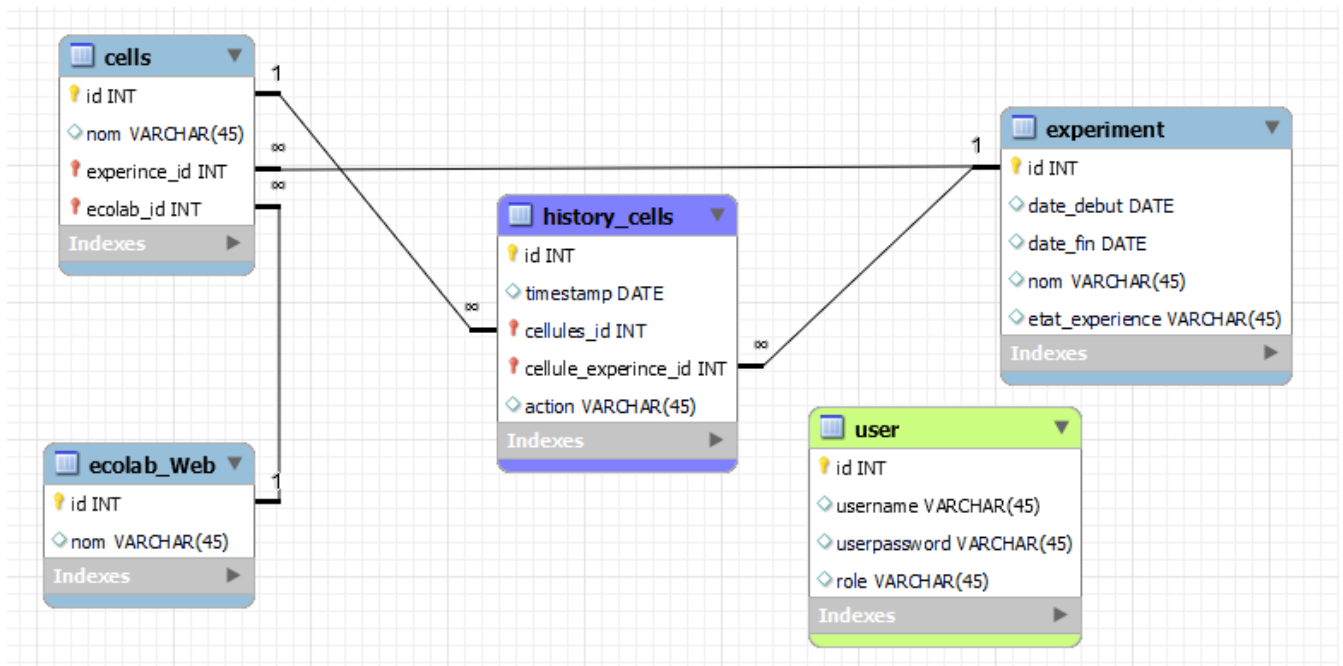 cells
id INT
nom VARCHAR(45)
experince_id INT
ecolab_id INT
Indexes
1
∞
∞
history_cells
id INT
timestamp DATE
cellules_id INT
cellule_experince_id INT
action VARCHAR(45)
Indexes
∞
∞
experiment
id INT
date_debut DATE
date_fin DATE
nom VARCHAR(45)
etat_experience VARCHAR(45)
Indexes
1
ecolab_Web
id INT
nom VARCHAR(45)
Indexes
1
user
id INT
username VARCHAR(45)
userpassword VARCHAR(45)
role VARCHAR(45)
Indexes